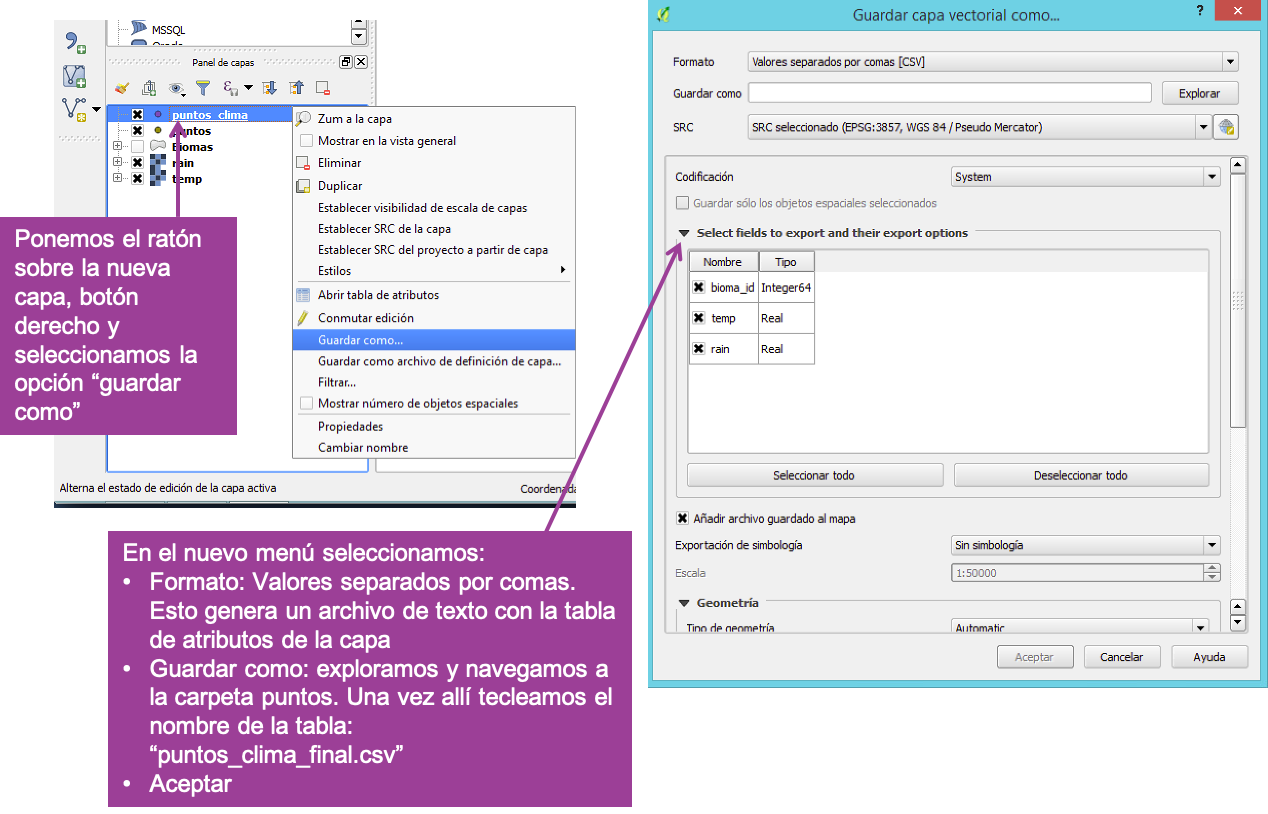 MSSQL
Oracle
Panel de capas
puntos_clima
puntos
Biomas
rain
temp
Zum a la capa
Mostrar en la vista general
Eliminar
Duplicar
Establecer visibilidad de escala de capas
Establecer SRC de la capa
Establecer SRC del proyecto a partir de capa
Estilos
Abrir tabla de atributos
Conmutar edición
Guardar como...
Guardar como archivo de definición de capa...
Filtrar...
Mostrar número de objetos espaciales
Propiedades
Cambiar nombre
Alterna el estado de edición de la capa activa
Coordenada
Ponemos el ratón
sobre la nueva
capa, botón
derecho y
seleccionamos la
opción “guardar
como”
En el nuevo menú seleccionamos:
• Formato: Valores separados por comas.
Esto genera un archivo de texto con la tabla
de atributos de la capa
• Guardar como: exploramos y navegamos a
la carpeta puntos. Una vez allí tecleamos el
nombre de la tabla:
“puntos_clima_final.csv”
• Aceptar
Guardar capa vectorial como...
?
Formato
Valores separados por comas [CSV]
Guardar como
Explorar
SRC
SRC seleccionado (EPSG:3857, WGS 84 / Pseudo Mercator)
Codificación
System
Guardar sólo los objetos espaciales seleccionados
Select fields to export and their export options
Nombre Tipo
bioma_id Integer64
temp Real
rain Real
Seleccionar todo
Deseleccionar todo
Añadir archivo guardado al mapa
Exportación de simbología
Sin simbología
Escala
1:50000
Geometría
Tipo de geometría
Automatic
Aceptar
Cancelar
Ayuda